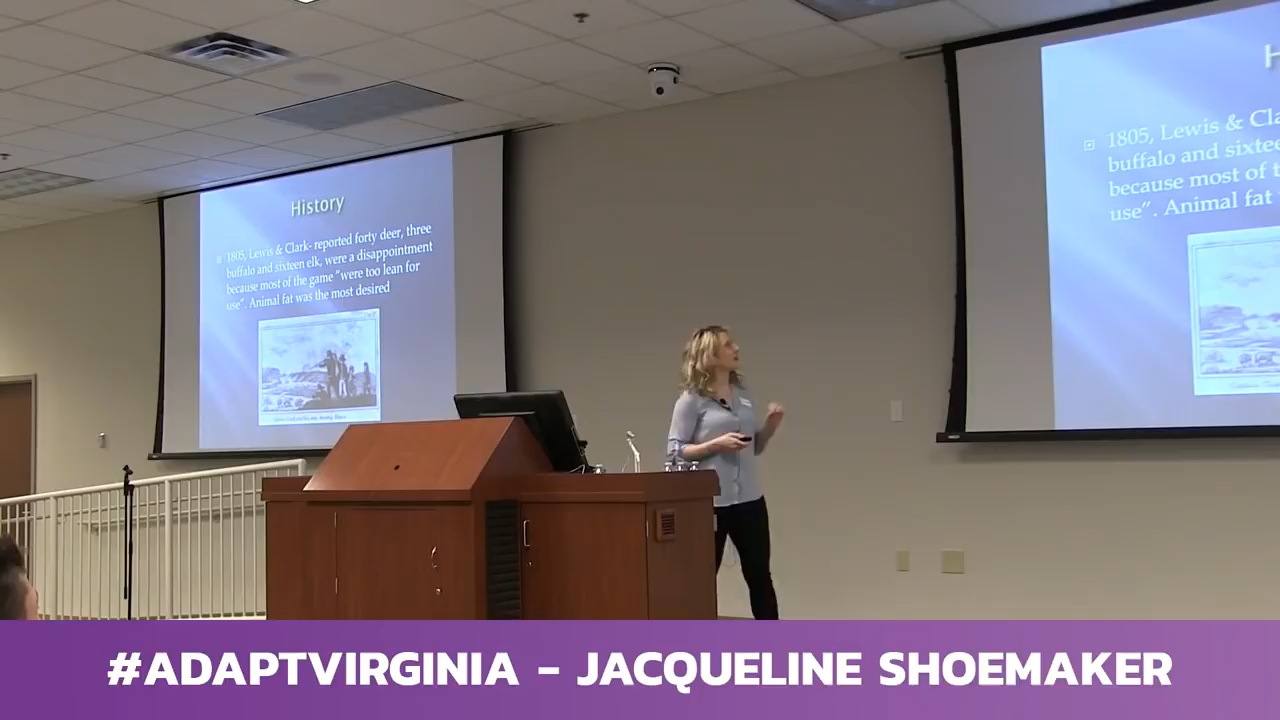 History
1805, Lewis & Clark- reported forty deer, three
buffalo and sixteen elk, were a disappointment
because most of the game "were too lean for
use". Animal fat was the most desired
H
1805, Lewis & Cla
buffalo and sixtee
because most of t
use". Animal fat
#ADAPTVIRGINIA - JACQUELINE SHOEMAKER